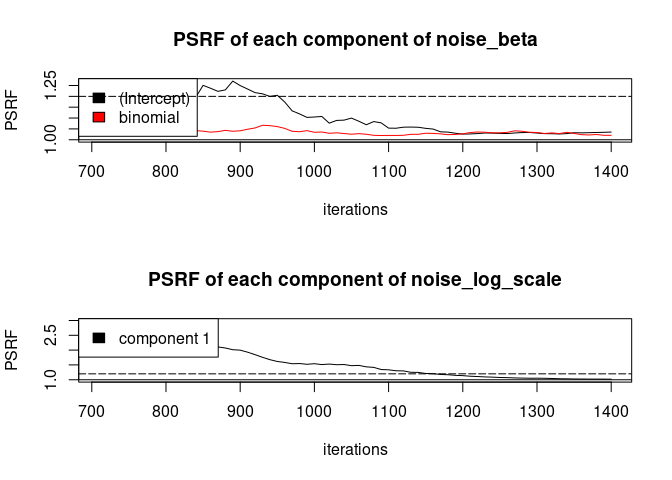 PSRF of each component of noise_beta
PSRF
1.00 1.25
(Intercept)
binomial
700 800 900 1000 1100 1200 1300 1400
iterations
PSRF of each component of noise_log_scale
PSRF
1.0 2.5
component 1
700 800 900 1000 1100 1200 1300 1400
iterations